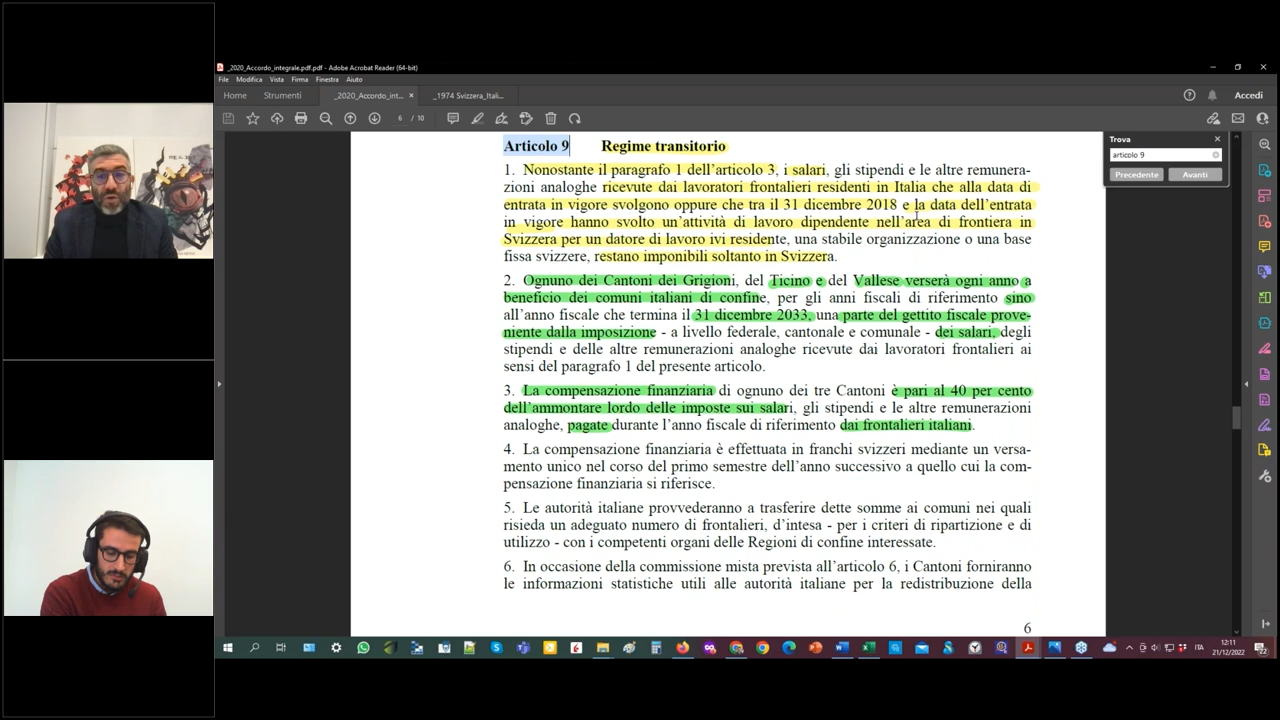 _2020_Accordo_integrale.pdf.pdf - Adobe Acrobat Reader (64-bit)
File Modifica Vista Firma Finestra Aiuto
Home Strumenti _2020_Accordo_int... × _1974 Svizzera_Itali... Accedi
6 / 10
Trova
articolo 9
Precedente Avanti
Articolo 9 Regime transitorio
1. Nonostante il paragrafo 1 dell'articolo 3, i salari, gli stipendi e le altre remunera-
zioni analoghe ricevute dai lavoratori frontalieri residenti in Italia che alla data di
entrata in vigore svolgono oppure che tra il 31 dicembre 2018 e la data dell'entrata
in vigore hanno svolto un'attività di lavoro dipendente nell'area di frontiera in
Svizzera per un datore di lavoro ivi residente, una stabile organizzazione o una base
fissa svizzere, restano imponibili soltanto in Svizzera.
2. Ognuno dei Cantoni dei Grigioni, del Ticino e del Vallese verserà ogni anno a
beneficio dei comuni italiani di confine, per gli anni fiscali di riferimento sino
all'anno fiscale che termina il 31 dicembre 2033, una parte del gettito fiscale prove-
niente dalla imposizione - a livello federale, cantonale e comunale - dei salari, degli
stipendi e delle altre remunerazioni analoghe ricevute dai lavoratori frontalieri ai
sensi del paragrafo 1 del presente articolo.
3. La compensazione finanziaria di ognuno dei tre Cantoni è pari al 40 per cento
dell'ammontare lordo delle imposte sui salari, gli stipendi e le altre remunerazioni
analoghe, pagate durante l'anno fiscale di riferimento dai frontalieri italiani.
4. La compensazione finanziaria è effettuata in franchi svizzeri mediante un versa-
mento unico nel corso del primo semestre dell'anno successivo a quello cui la com-
pensazione finanziaria si riferisce.
5. Le autorità italiane provvederanno a trasferire dette somme ai comuni nei quali
risieda un adeguato numero di frontalieri, d'intesa - per i criteri di ripartizione e di
utilizzo - con i competenti organi delle Regioni di confine interessate.
6. In occasione della commissione mista prevista all'articolo 6, i Cantoni forniranno
le informazioni statistiche utili alle autorità italiane per la redistribuzione della
6
ITA
12:11
21/12/2022